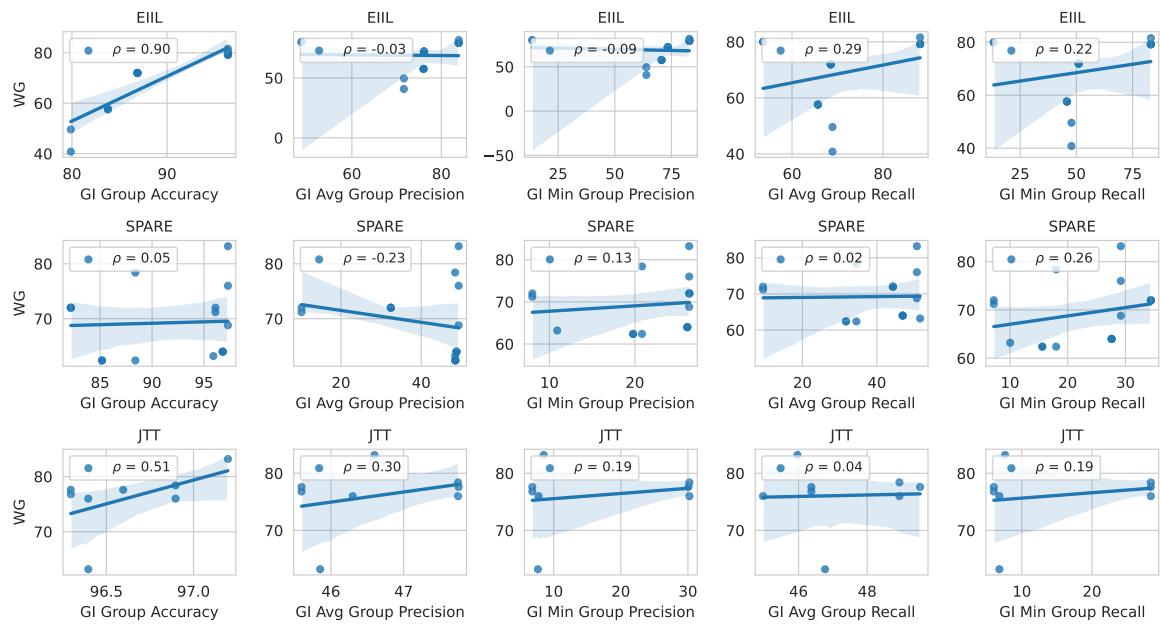 EIIL EIIL EIIL EIIL EIIL
ρ = 0.90 ρ = -0.03 ρ = -0.09 ρ = 0.29 ρ = 0.22
WG
80 60 40
50 0
50 0 −50
80 60 40
80 60 40
80 90 60 80 25 50 75 60 80 25 50 75
GI Group Accuracy GI Avg Group Precision GI Min Group Precision GI Avg Group Recall GI Min Group Recall
SPARE SPARE SPARE SPARE SPARE
ρ = 0.05 ρ = -0.23 ρ = 0.13 ρ = 0.02 ρ = 0.26
WG
80 70
80 70
80 70 60
80 70 60
80 70 60
85 90 95 20 40 10 20 20 40 10 20 30
GI Group Accuracy GI Avg Group Precision GI Min Group Precision GI Avg Group Recall GI Min Group Recall
JTT JTT JTT JTT JTT
ρ = 0.51 ρ = 0.30 ρ = 0.19 ρ = 0.04 ρ = 0.19
WG
80 70
80 70
80 70
80 70
80 70
96.5 97.0 46 47 10 20 30 46 48 10 20
GI Group Accuracy GI Avg Group Precision GI Min Group Precision GI Avg Group Recall GI Min Group Recall